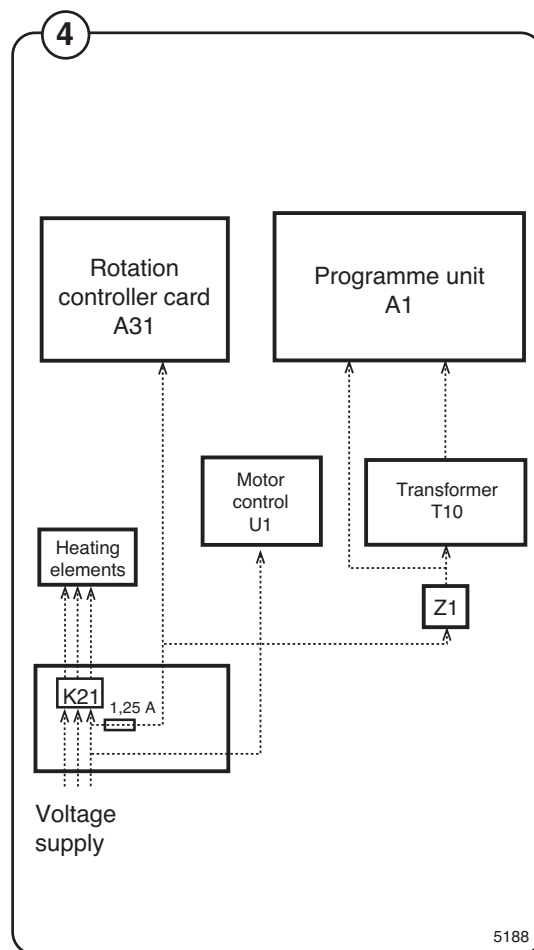 4
Rotation
controller card
A31
Programme unit
A1
Motor
control
U1
Transformer
T10
Heating
elements
Z1
K21
1,25 A
Voltage
supply
5188